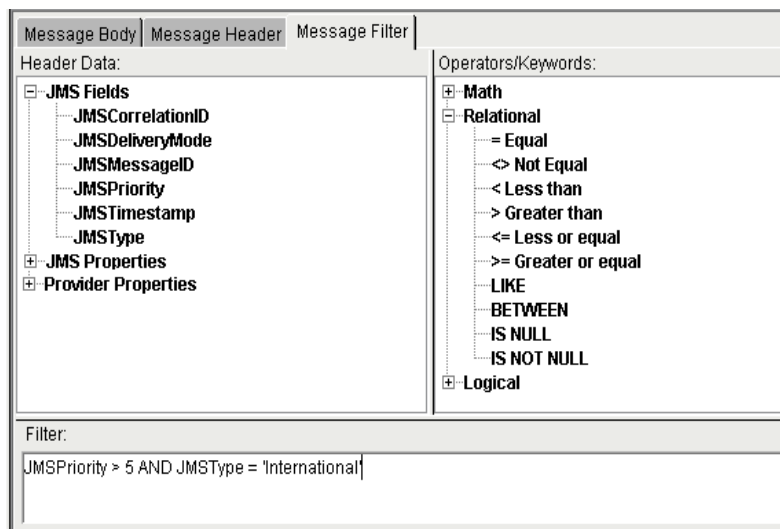 Message Body Message Header Message Filter
Header Data:
JMS Fields
JMSCorrelationID
JMSDeliveryMode
JMSMessageID
JMSPriority
JMSTimestamp
JMSType
JMS Properties
Provider Properties
Operators/Keywords:
Math
Relational
= Equal
<> Not Equal
< Less than
> Greater than
<= Less or equal
>= Greater or equal
LIKE
BETWEEN
IS NULL
IS NOT NULL
Logical
Filter:
JMSPriority > 5 AND JMSType = 'International'